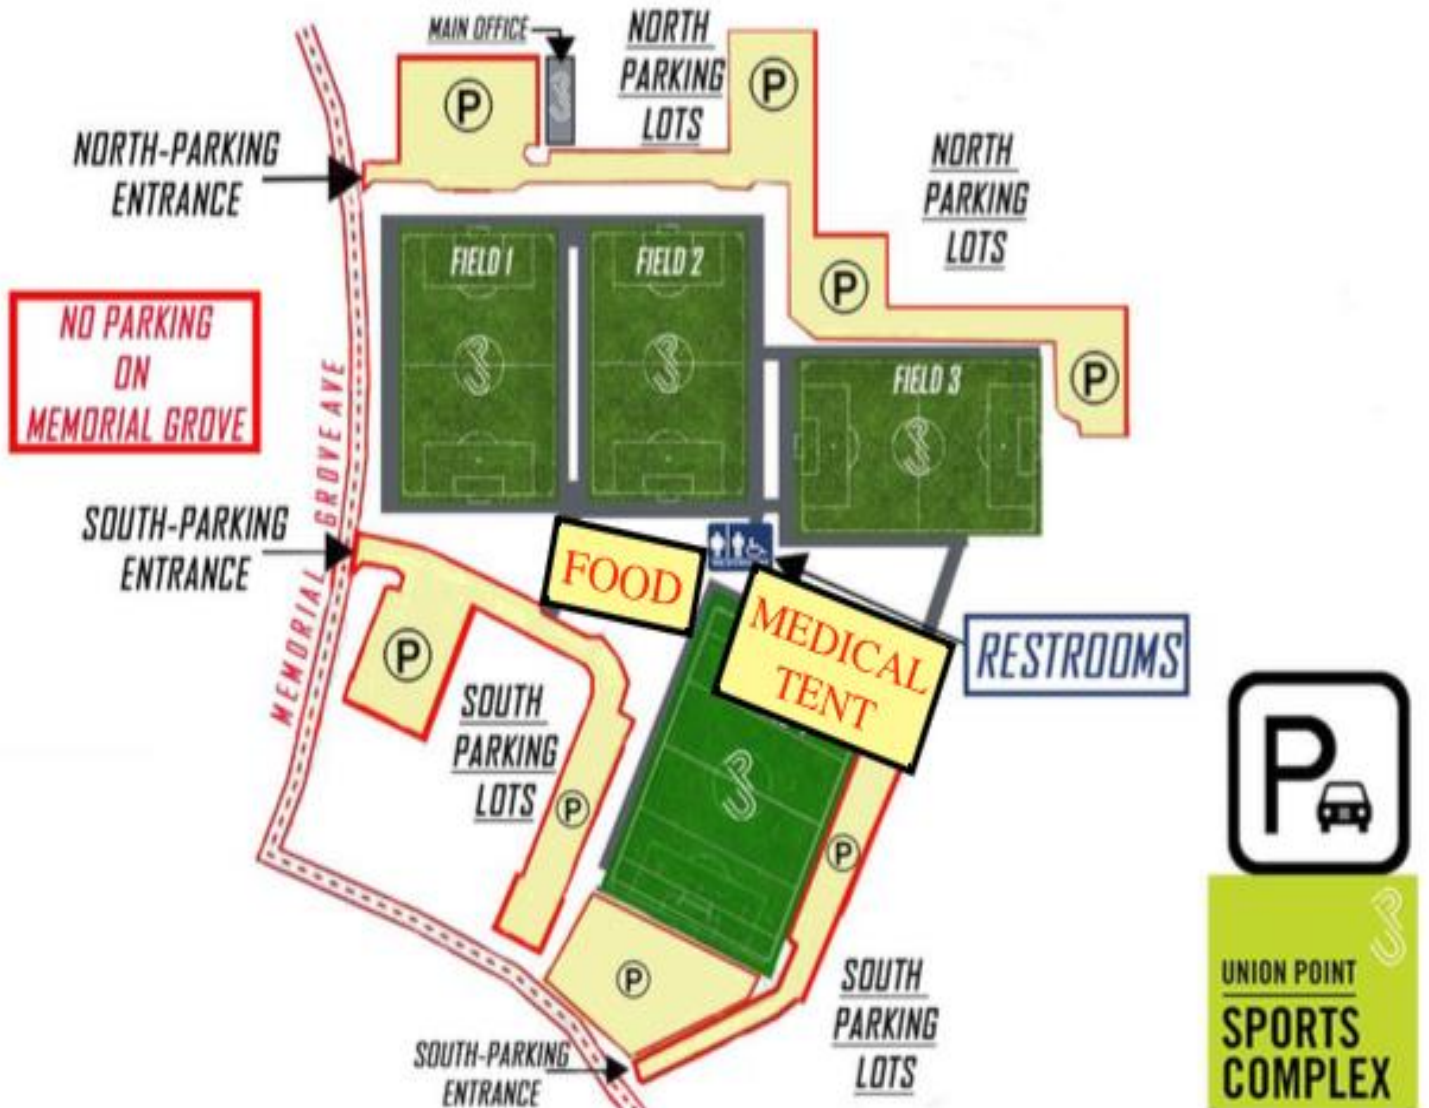 MAIN OFFICE
NORTH
PARKING
LOTS
P
P
NORTH-PARKING
ENTRANCE
NORTH
PARKING
LOTS
FIELD 1
FIELD 2
P
NO PARKING
ON
MEMORIAL GROVE
FIELD 3
P
MEMORIAL GROVE AVE
SOUTH-PARKING
ENTRANCE
FOOD
MEDICAL
TENT
RESTROOMS
P
SOUTH
PARKING
LOTS
P
P
P
SOUTH
PARKING
LOTS
SOUTH-PARKING
ENTRANCE
P
UP
UNION POINT
SPORTS
COMPLEX